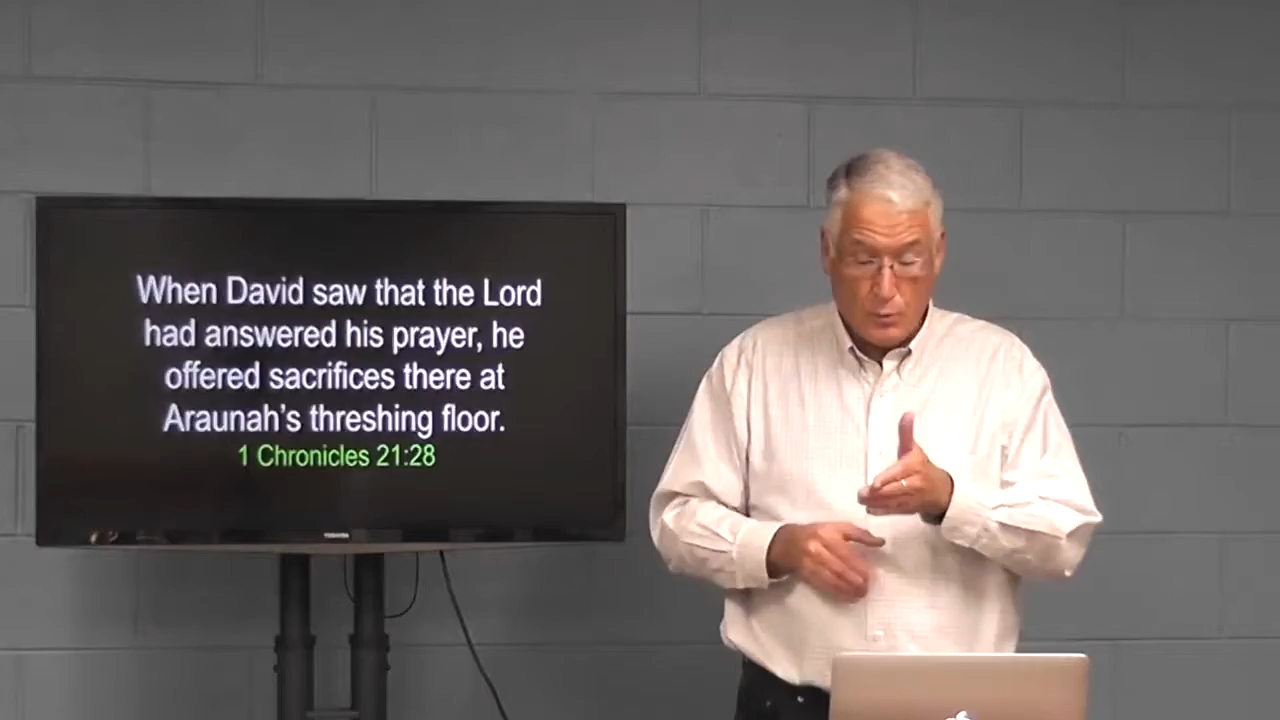 When David saw that the Lord
had answered his prayer, he
offered sacrifices there at
Araunah's threshing floor.
1 Chronicles 21:28
TOSHIBA